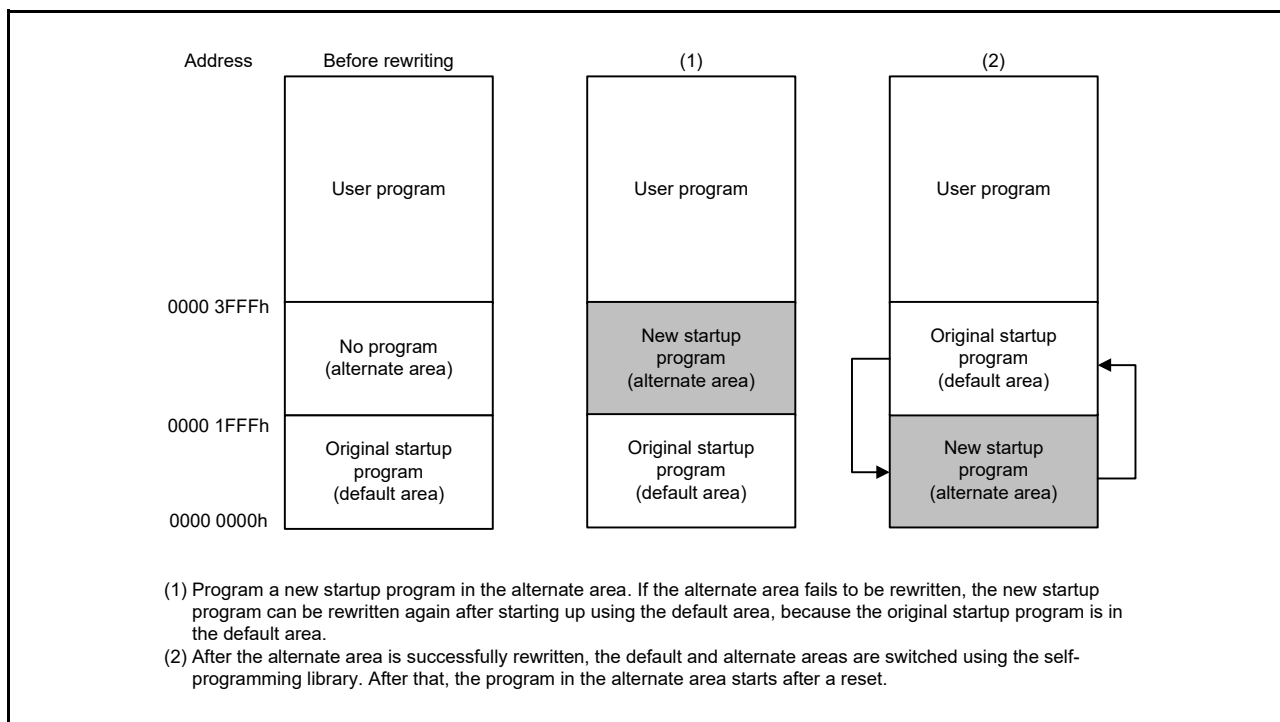 Address
Before rewriting
(1)
(2)
User program
User program
User program
0000 3FFFh
No program
(alternate area)
New startup
program
(alternate area)
Original startup
program
(default area)
0000 1FFFh
Original startup
program
(default area)
Original startup
program
(default area)
New startup
program
(alternate area)
0000 0000h
(1) Program a new startup program in the alternate area. If the alternate area fails to be rewritten, the new startup
program can be rewritten again after starting up using the default area, because the original startup program is in
the default area.
(2) After the alternate area is successfully rewritten, the default and alternate areas are switched using the self-
programming library. After that, the program in the alternate area starts after a reset.